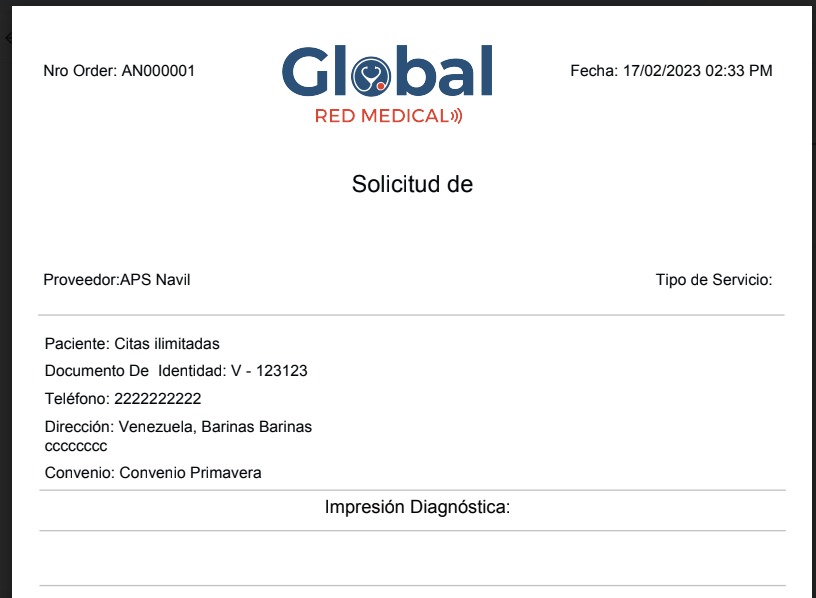 Nro Order: AN000001
Global
RED MEDICAL
Fecha: 17/02/2023 02:33 PM
Solicitud de
Proveedor:APS Navil
Tipo de Servicio:
Paciente: Citas ilimitadas
Documento De  Identidad: V - 123123
Teléfono: 2222222222
Dirección: Venezuela, Barinas Barinas
cccccccc
Convenio: Convenio Primavera
Impresión Diagnóstica: